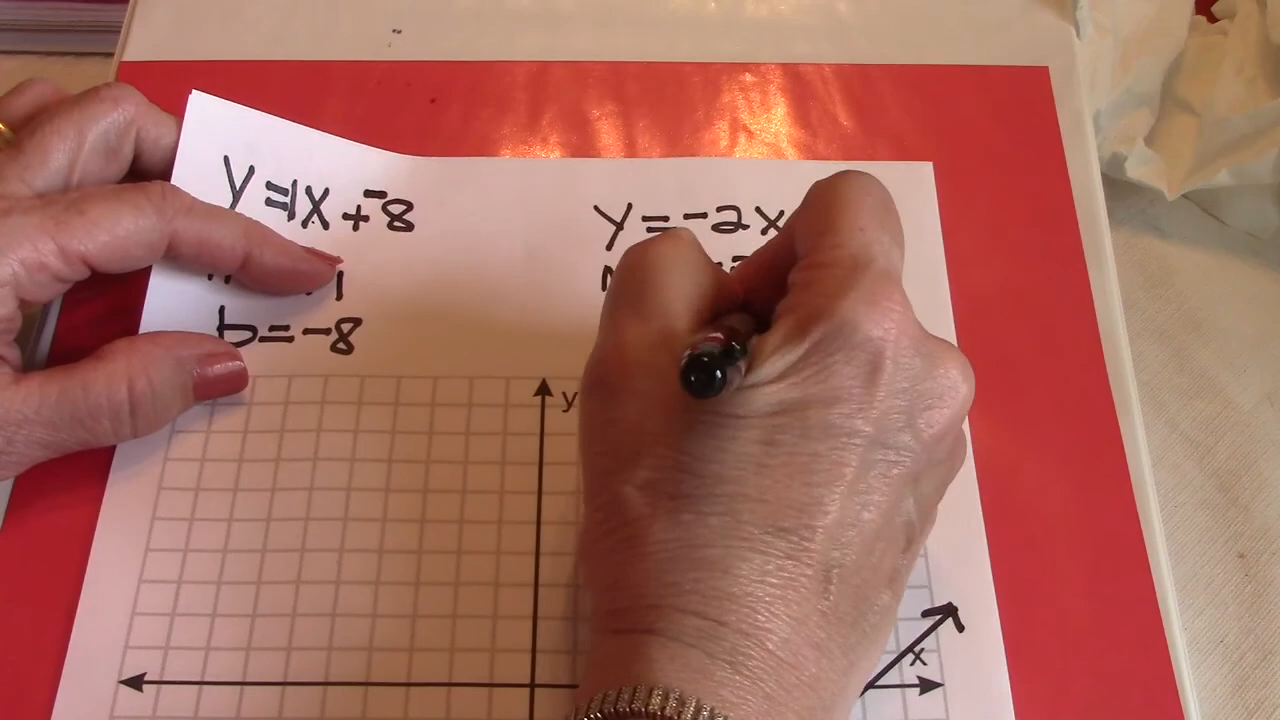 y = 1x + -8
y = -2x
b = -8
y
x